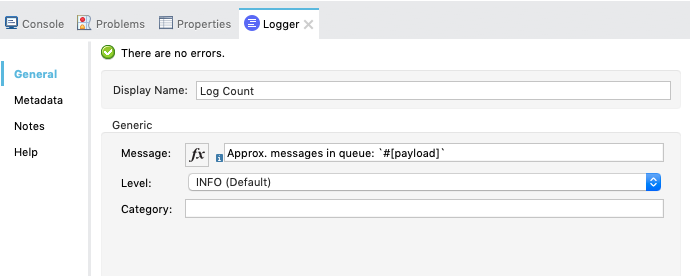 Console Problems Properties Logger
There are no errors.
General
Metadata
Notes
Help
Display Name: Log Count
Generic
Message: fx Approx. messages in queue: `#[payload]`
Level: INFO (Default)
Category: